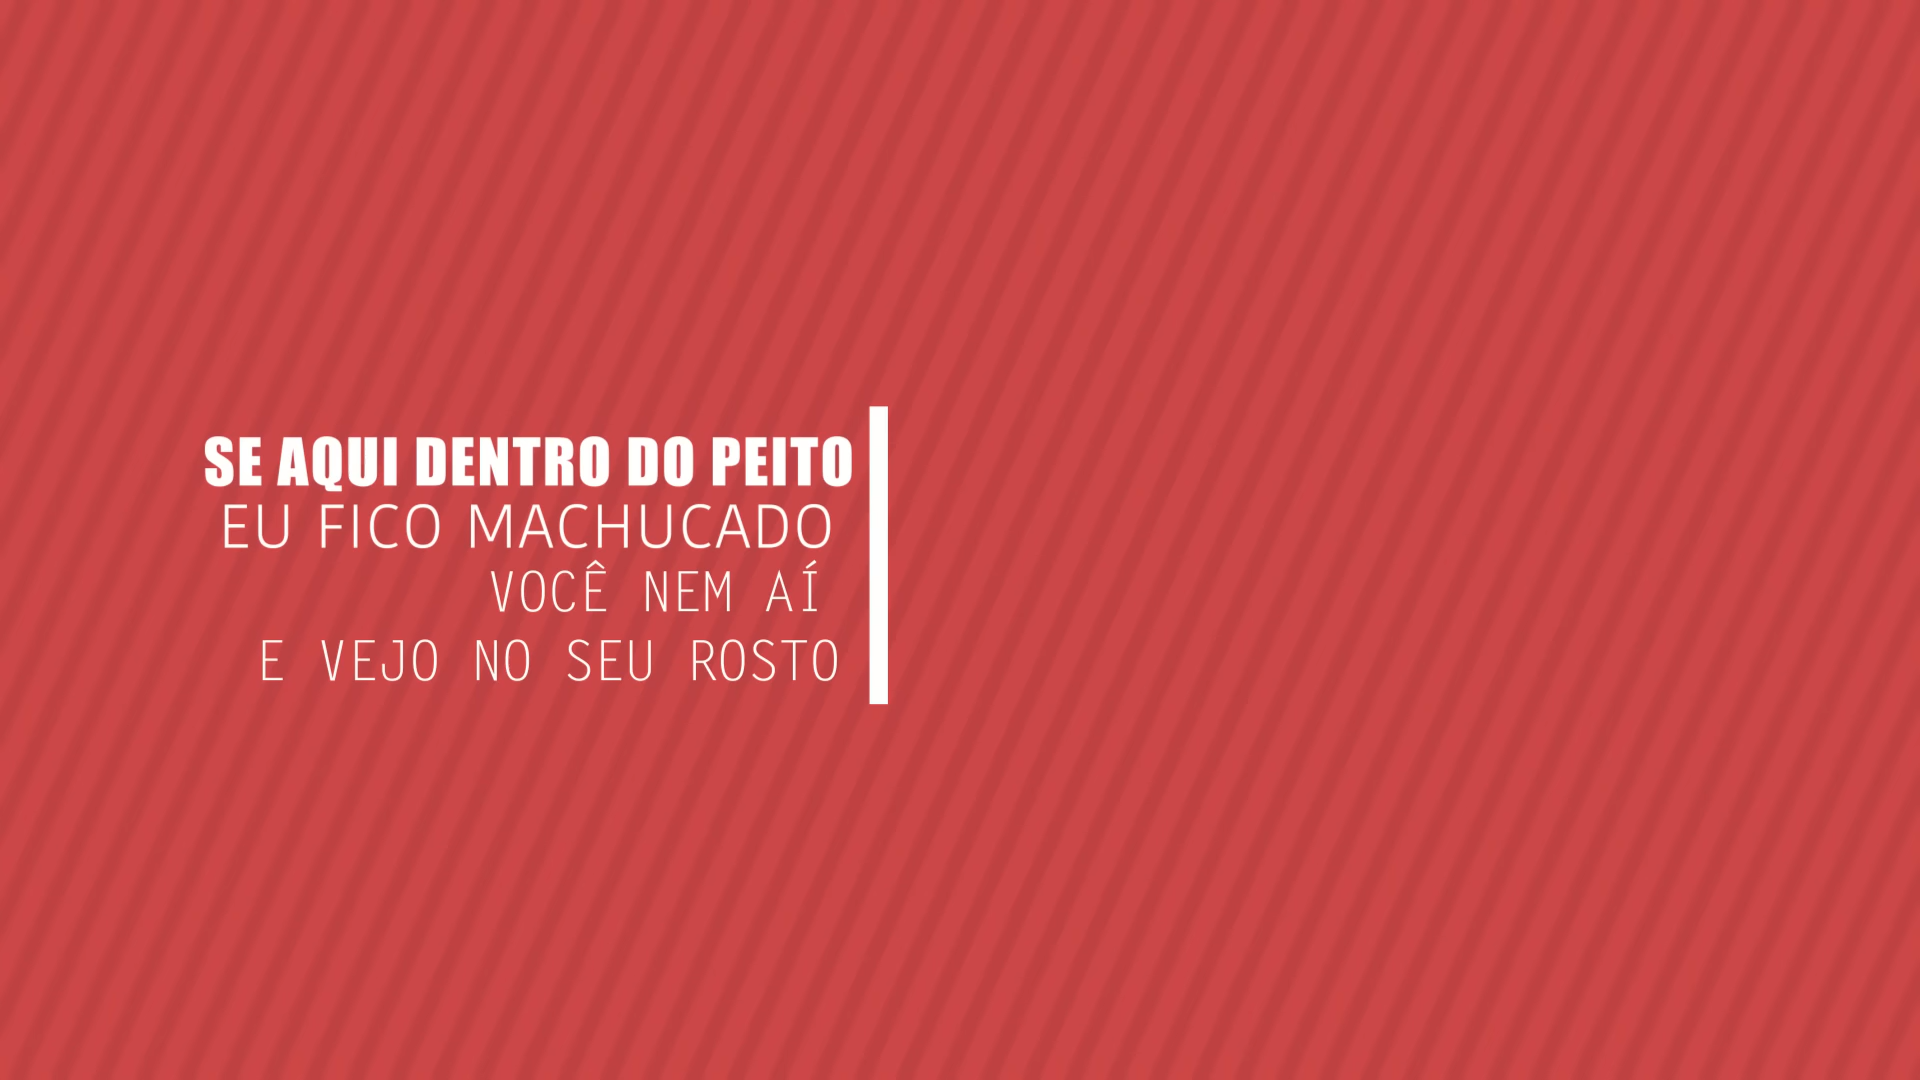 SE AQUI DENTRO DO PEITO
EU FICO MACHUCADO
VOCÊ NEM AÍ
E VEJO NO SEU ROSTO